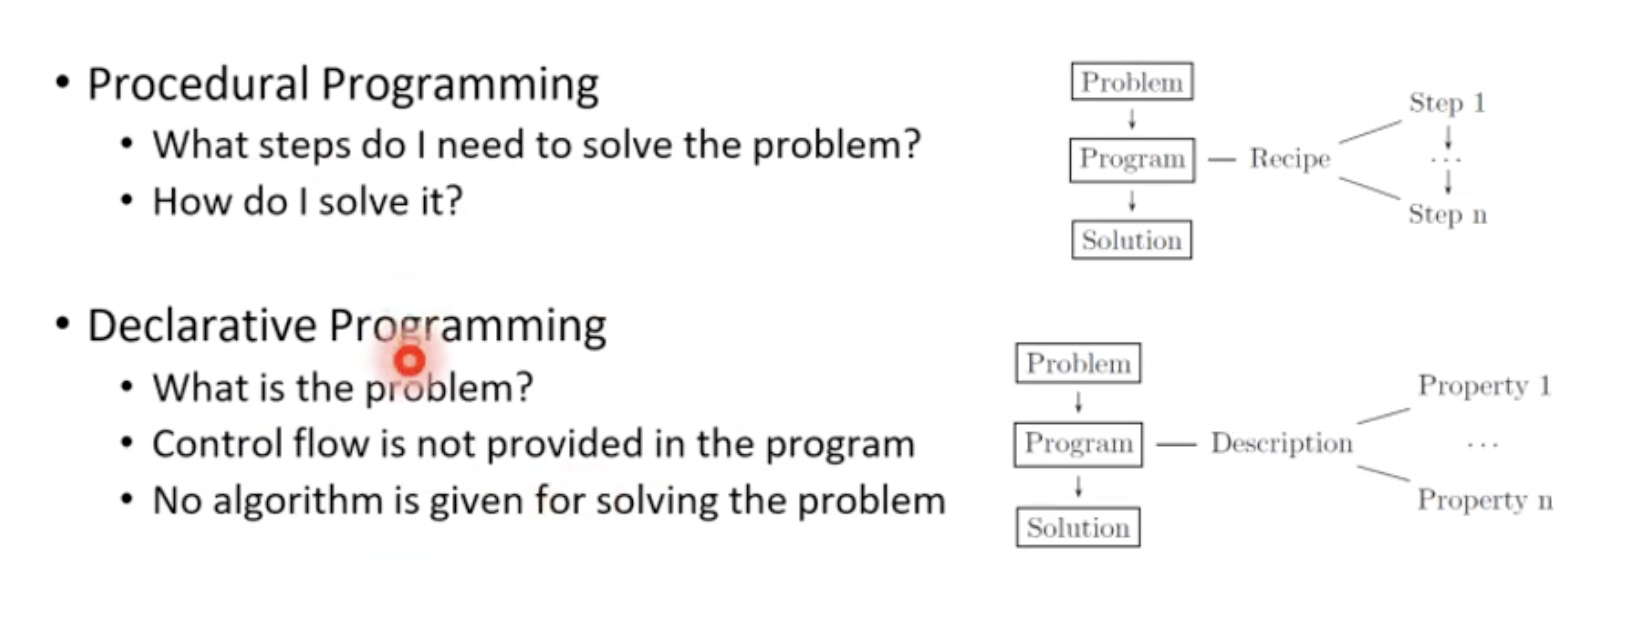 • Procedural Programming
• What steps do I need to solve the problem?
• How do I solve it?
Problem
Program
Recipe
Step 1
...
Step n
Solution
• Declarative Programming
• What is the problem?
• Control flow is not provided in the program
• No algorithm is given for solving the problem
Problem
Program
Description
Property 1
...
Property n
Solution